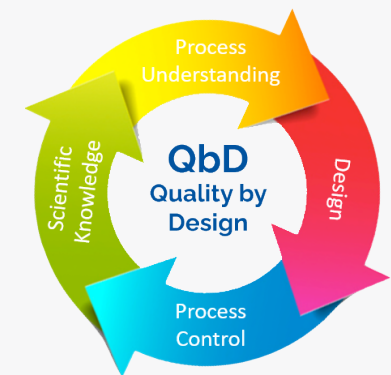 Process
Understanding
QbD
Quality by
Design
Design
Scientific
Knowledge
Process
Control